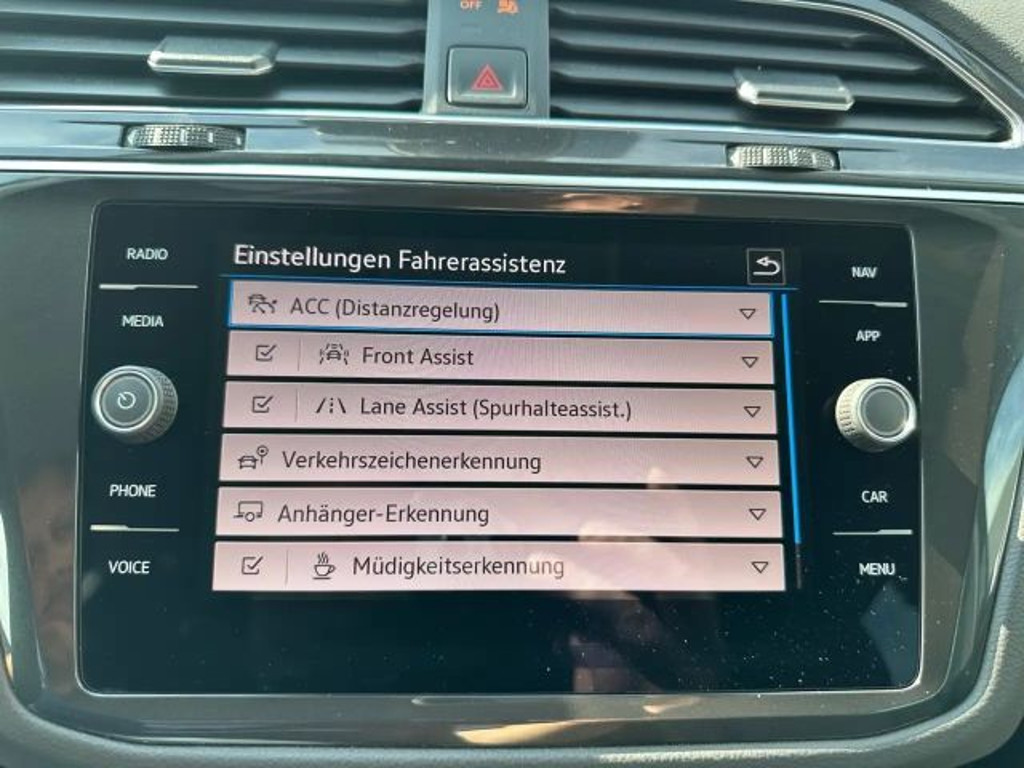 OFF
RADIO
MEDIA
PHONE
VOICE
Einstellungen Fahrerassistenz
ACC (Distanzregelung)
Front Assist
Lane Assist (Spurhalteassist.)
Verkehrszeichenerkennung
Anhänger-Erkennung
Müdigkeitserkennung
NAV
APP
CAR
MENU